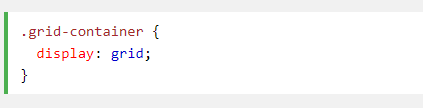 .grid-container {
  display: grid;
}